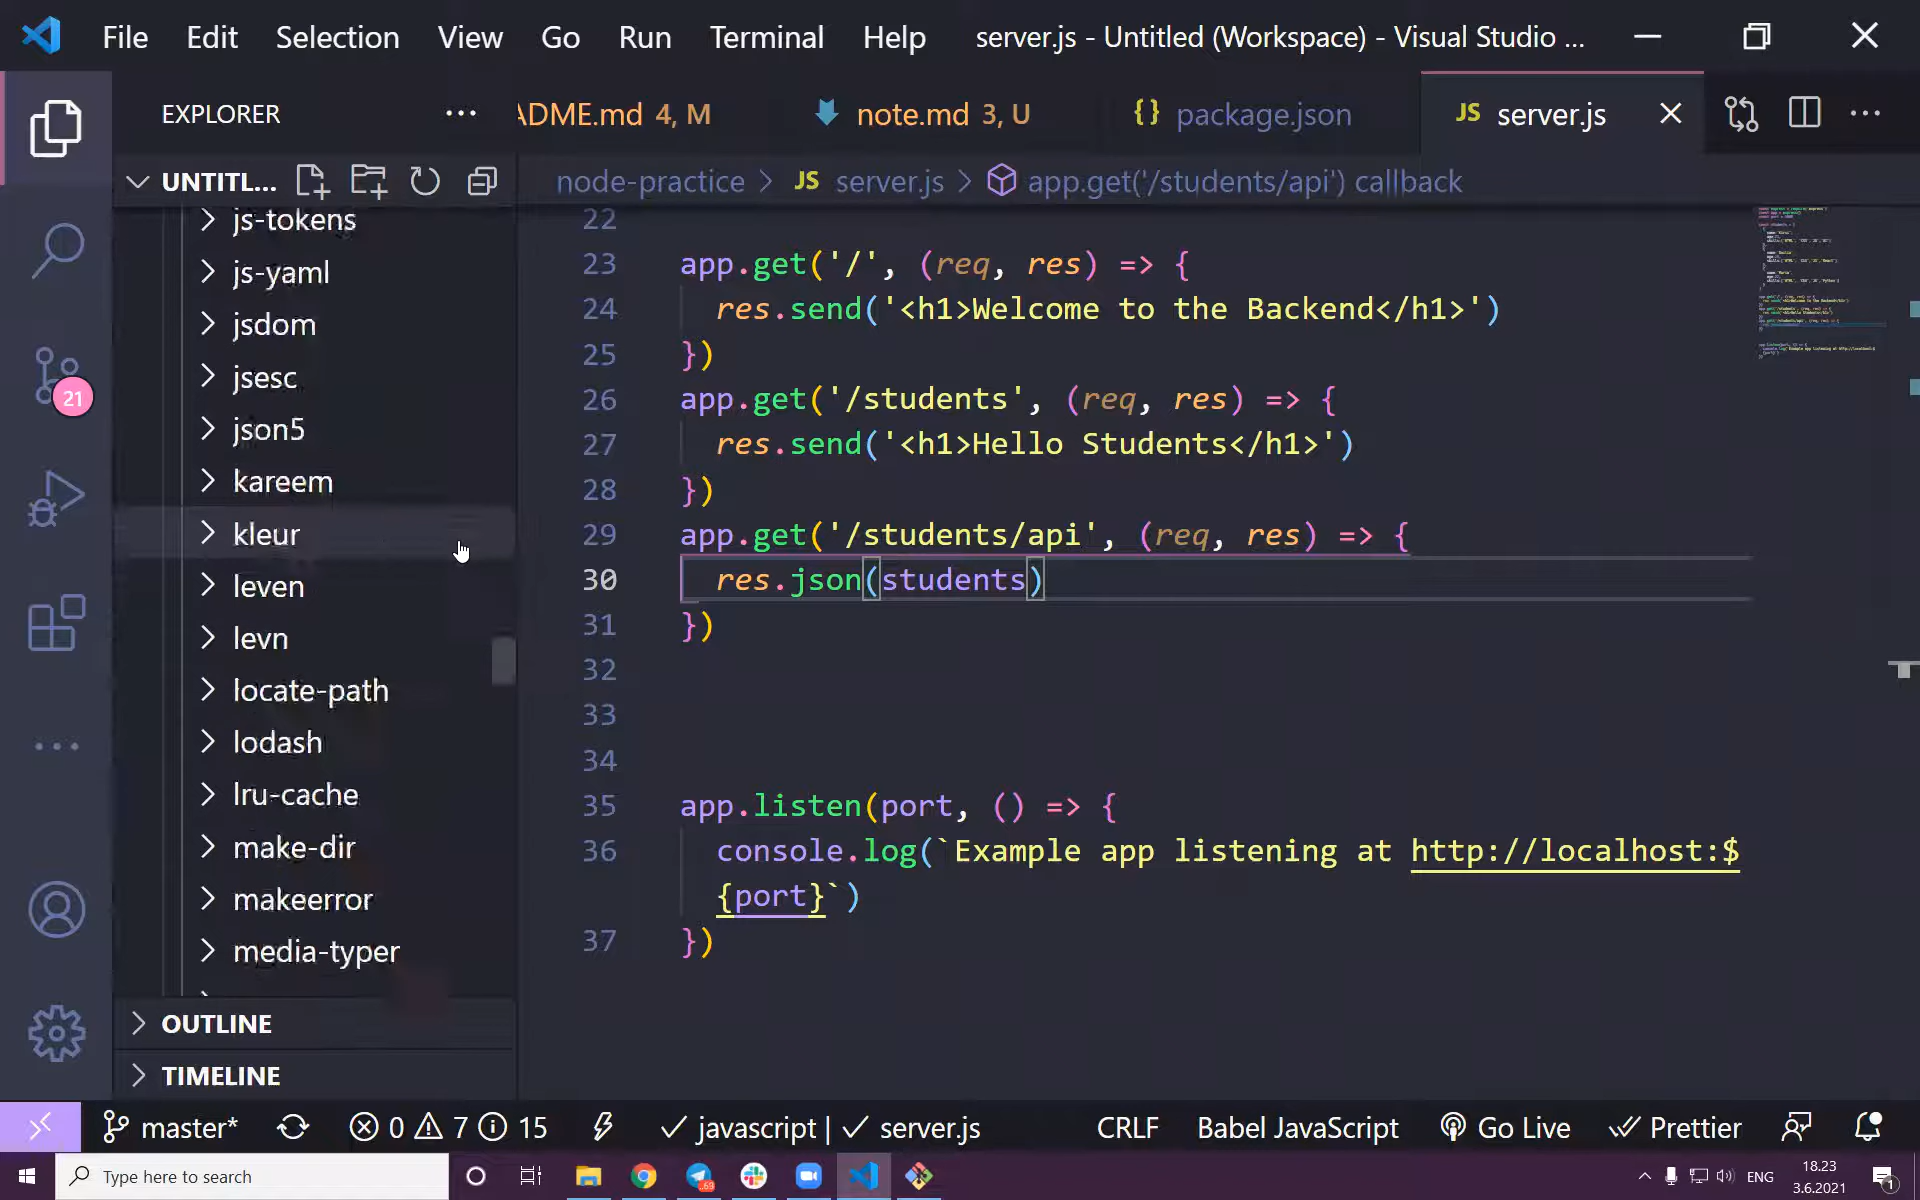 File Edit Selection View Go Run Terminal Help server.js - Untitled (Workspace) - Visual Studio ...
EXPLORER
ADME.md 4, M note.md 3, U {} package.json JS server.js
UNTITL...
node-practice > JS server.js > app.get('/students/api') callback
js-tokens
js-yaml
jsdom
jsesc
json5
kareem
kleur
leven
levn
locate-path
lodash
lru-cache
make-dir
makeerror
media-typer
OUTLINE
TIMELINE
21
22
23 app.get('/', (req, res) => {
24 res.send('<h1>Welcome to the Backend</h1>')
25 })
26 app.get('/students', (req, res) => {
27 res.send('<h1>Hello Students</h1>')
28 })
29 app.get('/students/api', (req, res) => {
30 res.json(students)
31 })
32
33
34
35 app.listen(port, () => {
36 console.log(`Example app listening at http://localhost:$
{port}`)
37 })
master* 0 7 15 javascript | server.js CRLF Babel JavaScript Go Live Prettier
Type here to search
ENG
18.23
3.6.2021
1